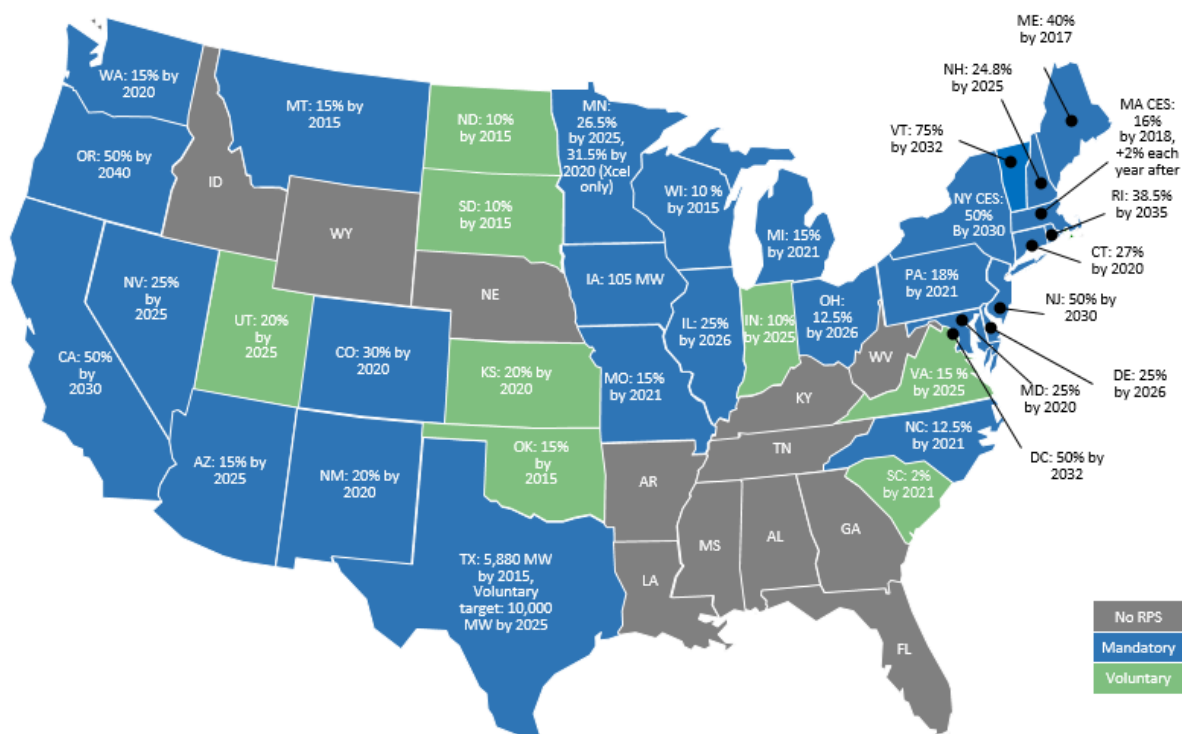 WA: 15% by
2020
OR: 50% by
2040
CA: 50%
by
2030
NV: 25%
by
2025
ID
MT: 15% by
2015
WY
UT: 20%
by
2025
CO: 30% by
2020
AZ: 15% by
2025
NM: 20% by
2020
ND: 10%
by 2015
SD: 10%
by 2015
NE
KS: 20% by
2020
OK: 15%
by
2015
TX: 5,880 MW
by 2015,
Voluntary
target: 10,000
MW by 2025
MN:
26.5%
by 2025,
31.5% by
2020 (Xcel
only)
IA: 105 MW
MO: 15%
by 2021
AR
LA
WI: 10 %
by 2015
IL: 25%
by 2026
MI: 15%
by 2021
IN: 10%
by 2025
OH:
12.5%
by 2026
KY
TN
MS
AL
GA
FL
WV
VA: 15 %
by 2025
NC: 12.5%
by 2021
SC: 2%
by 2021
PA: 18%
by 2021
NY CES:
50%
By 2030
ME: 40%
by 2017
NH: 24.8%
by 2025
VT: 75%
by 2032
MA CES:
16%
by 2018,
+2% each
year after
RI: 38.5%
by 2035
CT: 27%
by 2020
NJ: 50% by
2030
DE: 25%
by 2026
MD: 25%
by 2020
DC: 50% by
2032
No RPS
Mandatory
Voluntary